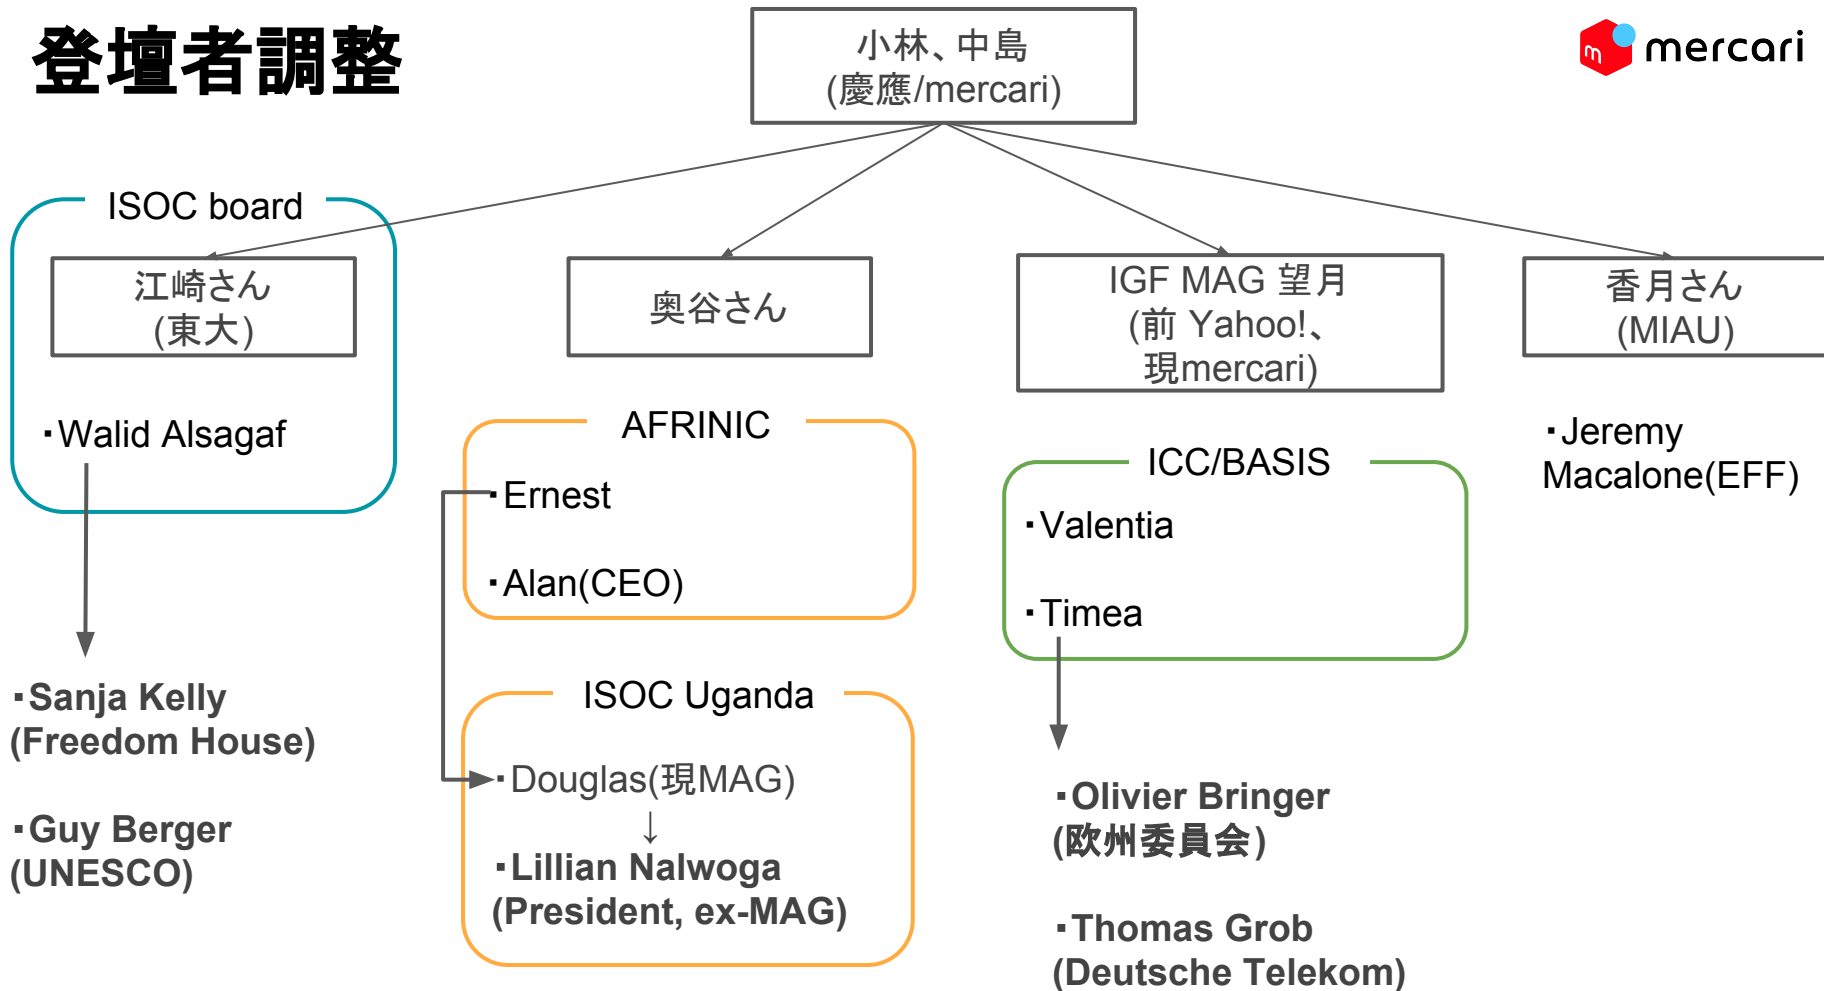 登壇者調整
小林、中島
(慶應/mercari)
mercari
ISOC board
江崎さん
(東大)
・Walid Alsagaf
・Sanja Kelly
(Freedom House)
・Guy Berger
(UNESCO)
奥谷さん
AFRINIC
・Ernest
・Alan(CEO)
ISOC Uganda
・Douglas(現MAG)
↓
・Lillian Nalwoga
(President, ex-MAG)
IGF MAG 望月
(前 Yahoo!、
現mercari)
ICC/BASIS
・Valentia
・Timea
・Olivier Bringer
(欧州委員会)
・Thomas Grob
(Deutsche Telekom)
香月さん
(MIAU)
・Jeremy
Macalone(EFF)